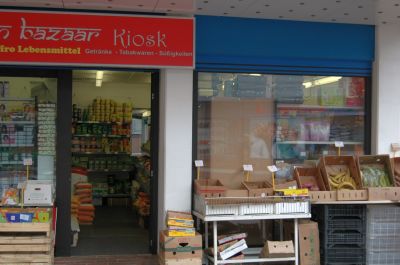 n bazaar Kiosk
fro Lebensmittel Getränke - Tabakwaren - Süßigkeiten